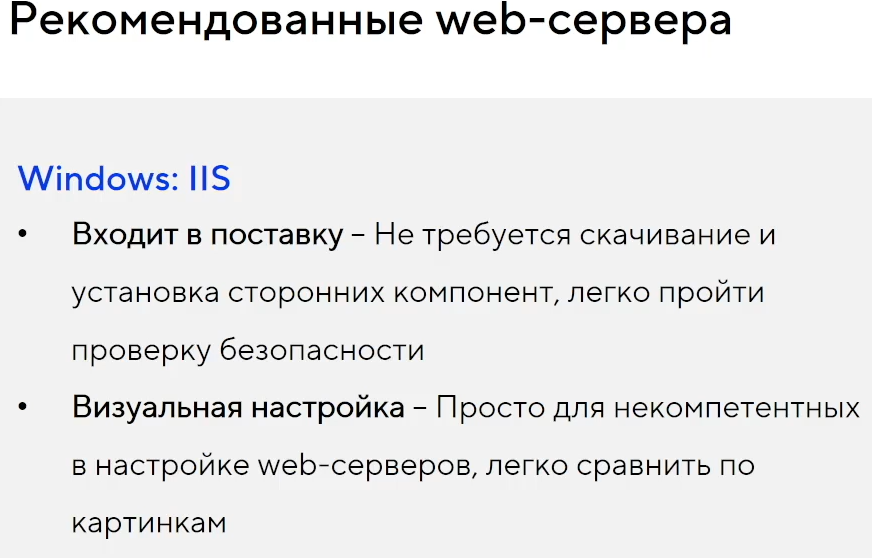 Рекомендованные web-сервера
Windows: IIS
• Входит в поставку – Не требуется скачивание и
установка сторонних компонент, легко пройти
проверку безопасности
• Визуальная настройка – Просто для некомпетентных
в настройке web-серверов, легко сравнить по
картинкам